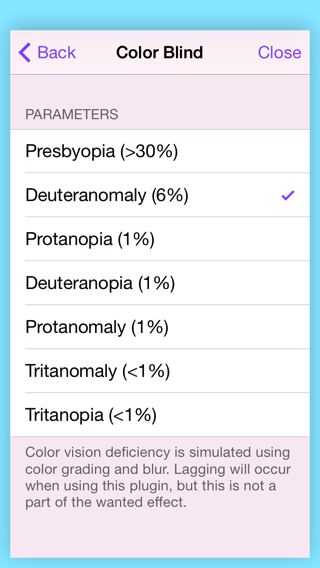 Back Color Blind Close
PARAMETERS
Presbyopia (>30%)
Deuteranomaly (6%)
Protanopia (1%)
Deuteranopia (1%)
Protanomaly (1%)
Tritanomaly (<1%)
Tritanopia (<1%)
Color vision deficiency is simulated using
color grading and blur. Lagging will occur
when using this plugin, but this is not a
part of the wanted effect.